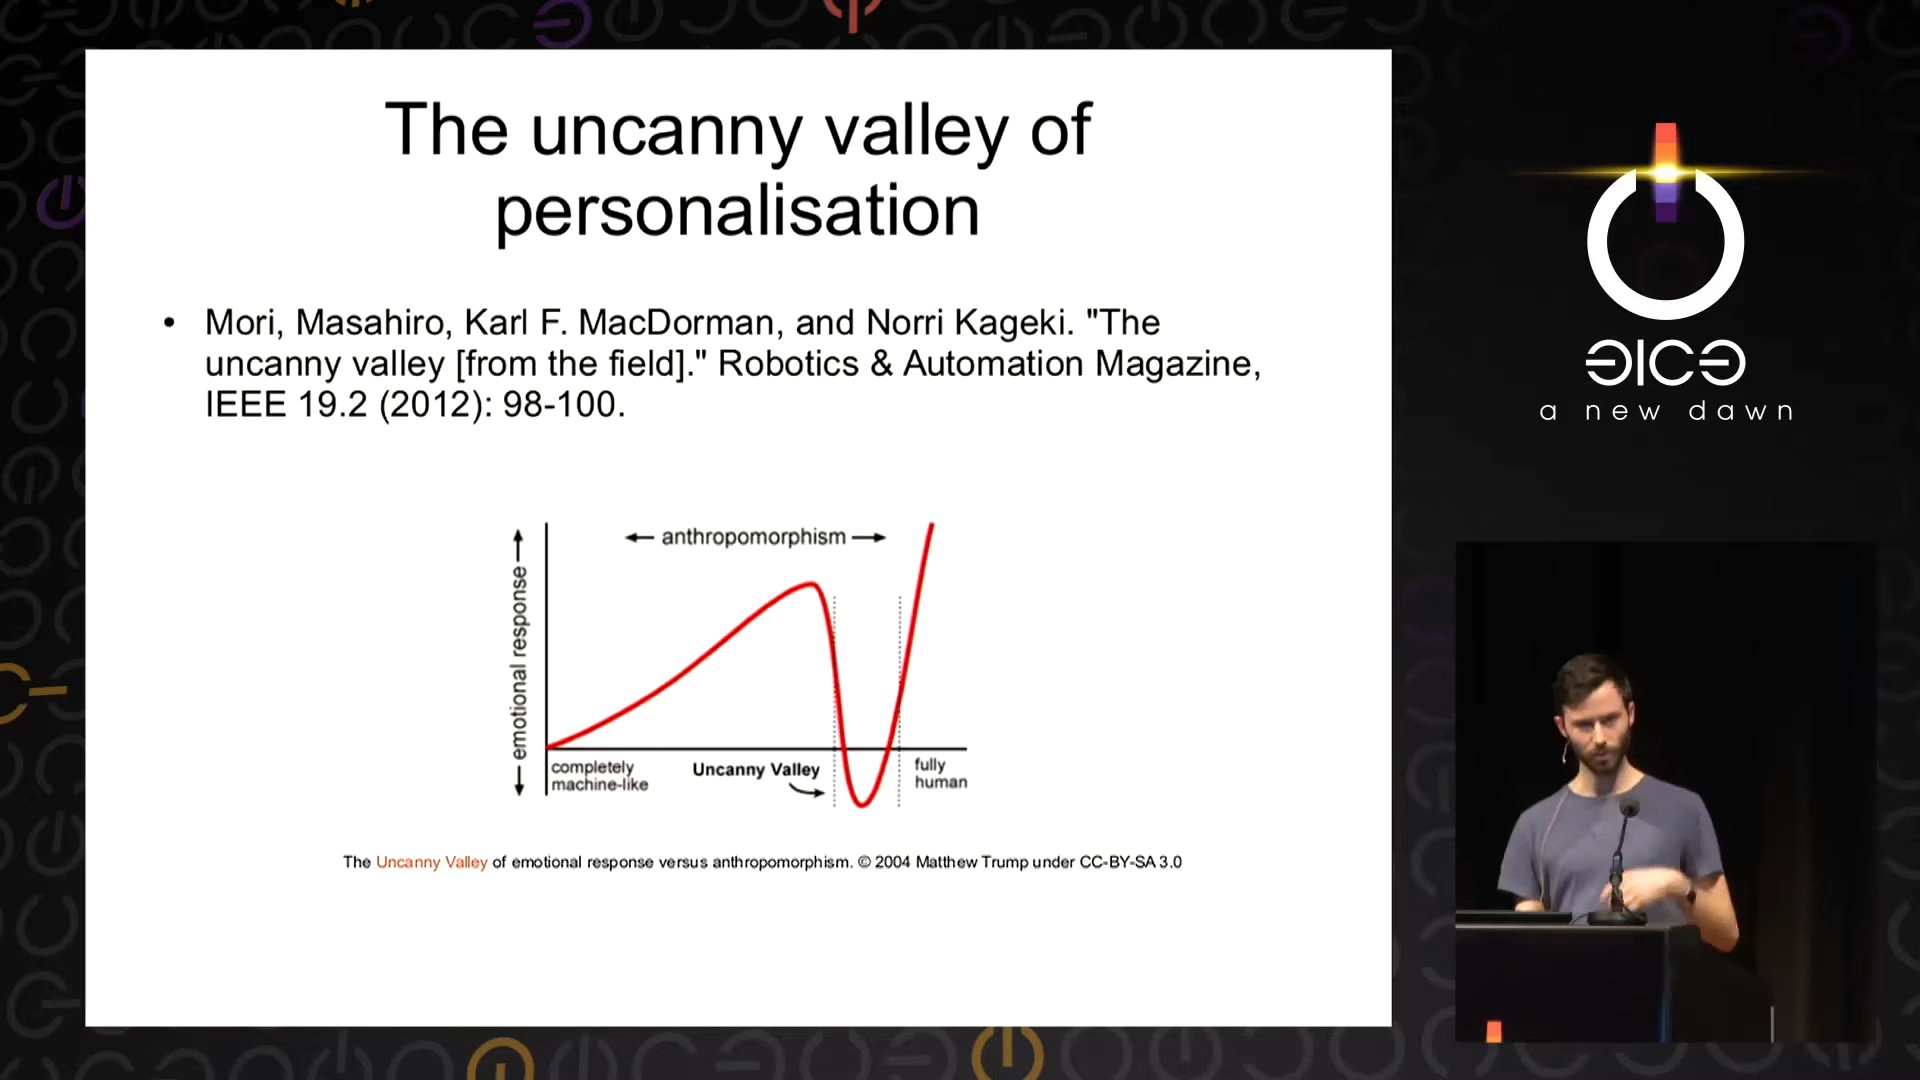 The uncanny valley of
personalisation
• Mori, Masahiro, Karl F. MacDorman, and Norri Kageki. "The
uncanny valley [from the field]." Robotics & Automation Magazine,
IEEE 19.2 (2012): 98-100.
anthropomorphism
emotional response
completely
machine-like
Uncanny Valley
fully
human
The Uncanny Valley of emotional response versus anthropomorphism. © 2004 Matthew Trump under CC-BY-SA 3.0
a new dawn